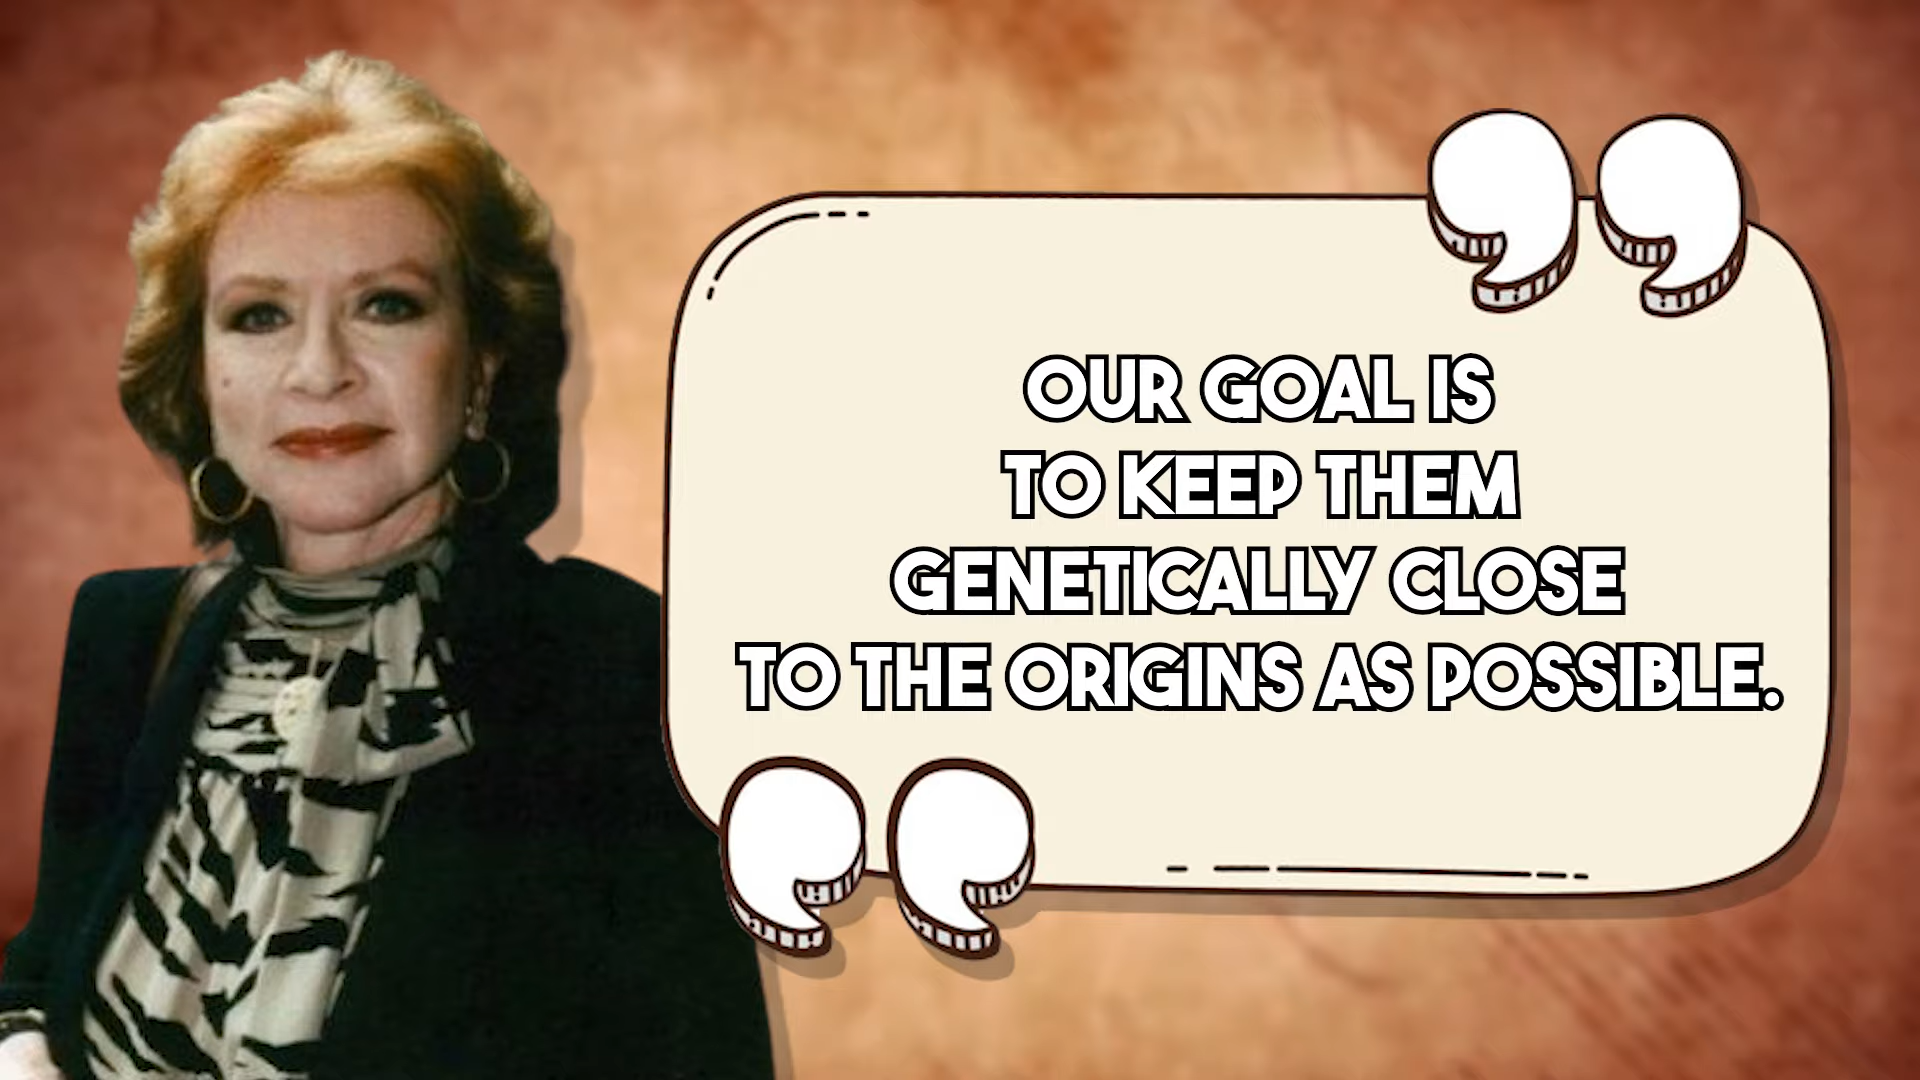 OUR GOAL IS
TO KEEP THEM
GENETICALLY CLOSE
TO THE ORIGINS AS POSSIBLE.